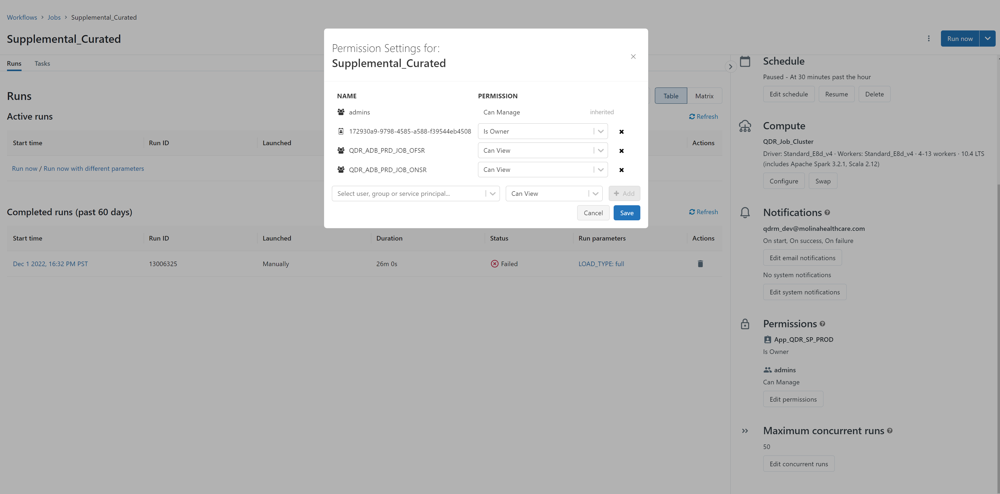 Workflows > Jobs > Supplemental_Curated
Supplemental_Curated
Run now
Runs Tasks
Runs
Table Matrix
Active runs
Refresh
Start time Run ID Launched Actions
Run now / Run now with different parameters
Completed runs (past 60 days)
Refresh
Start time Run ID Launched Duration Status Run parameters Actions
Dec 1 2022, 16:32 PM PST 13006325 Manually 26m 0s Failed LOAD_TYPE: full
Permission Settings for:
Supplemental_Curated
NAME PERMISSION
admins Can Manage inherited
172930a9-9798-4585-a588-f39544eb4508 Is Owner
QDR_ADB_PRD_JOB_OFSR Can View
QDR_ADB_PRD_JOB_ONSR Can View
Select user, group or service principal... Can View + Add
Cancel Save
Schedule
Paused - At 30 minutes past the hour
Edit schedule Resume Delete
Compute
QDR_Job_Cluster
Driver: Standard_E8d_v4 · Workers: Standard_E8d_v4 · 4-13 workers · 10.4 LTS
(includes Apache Spark 3.2.1, Scala 2.12)
Configure Swap
Notifications
qdrm_dev@molinahealthcare.com
On start, On success, On failure
Edit email notifications
No system notifications
Edit system notifications
Permissions
App_QDR_SP_PROD
Is Owner
admins
Can Manage
Edit permissions
Maximum concurrent runs
50
Edit concurrent runs